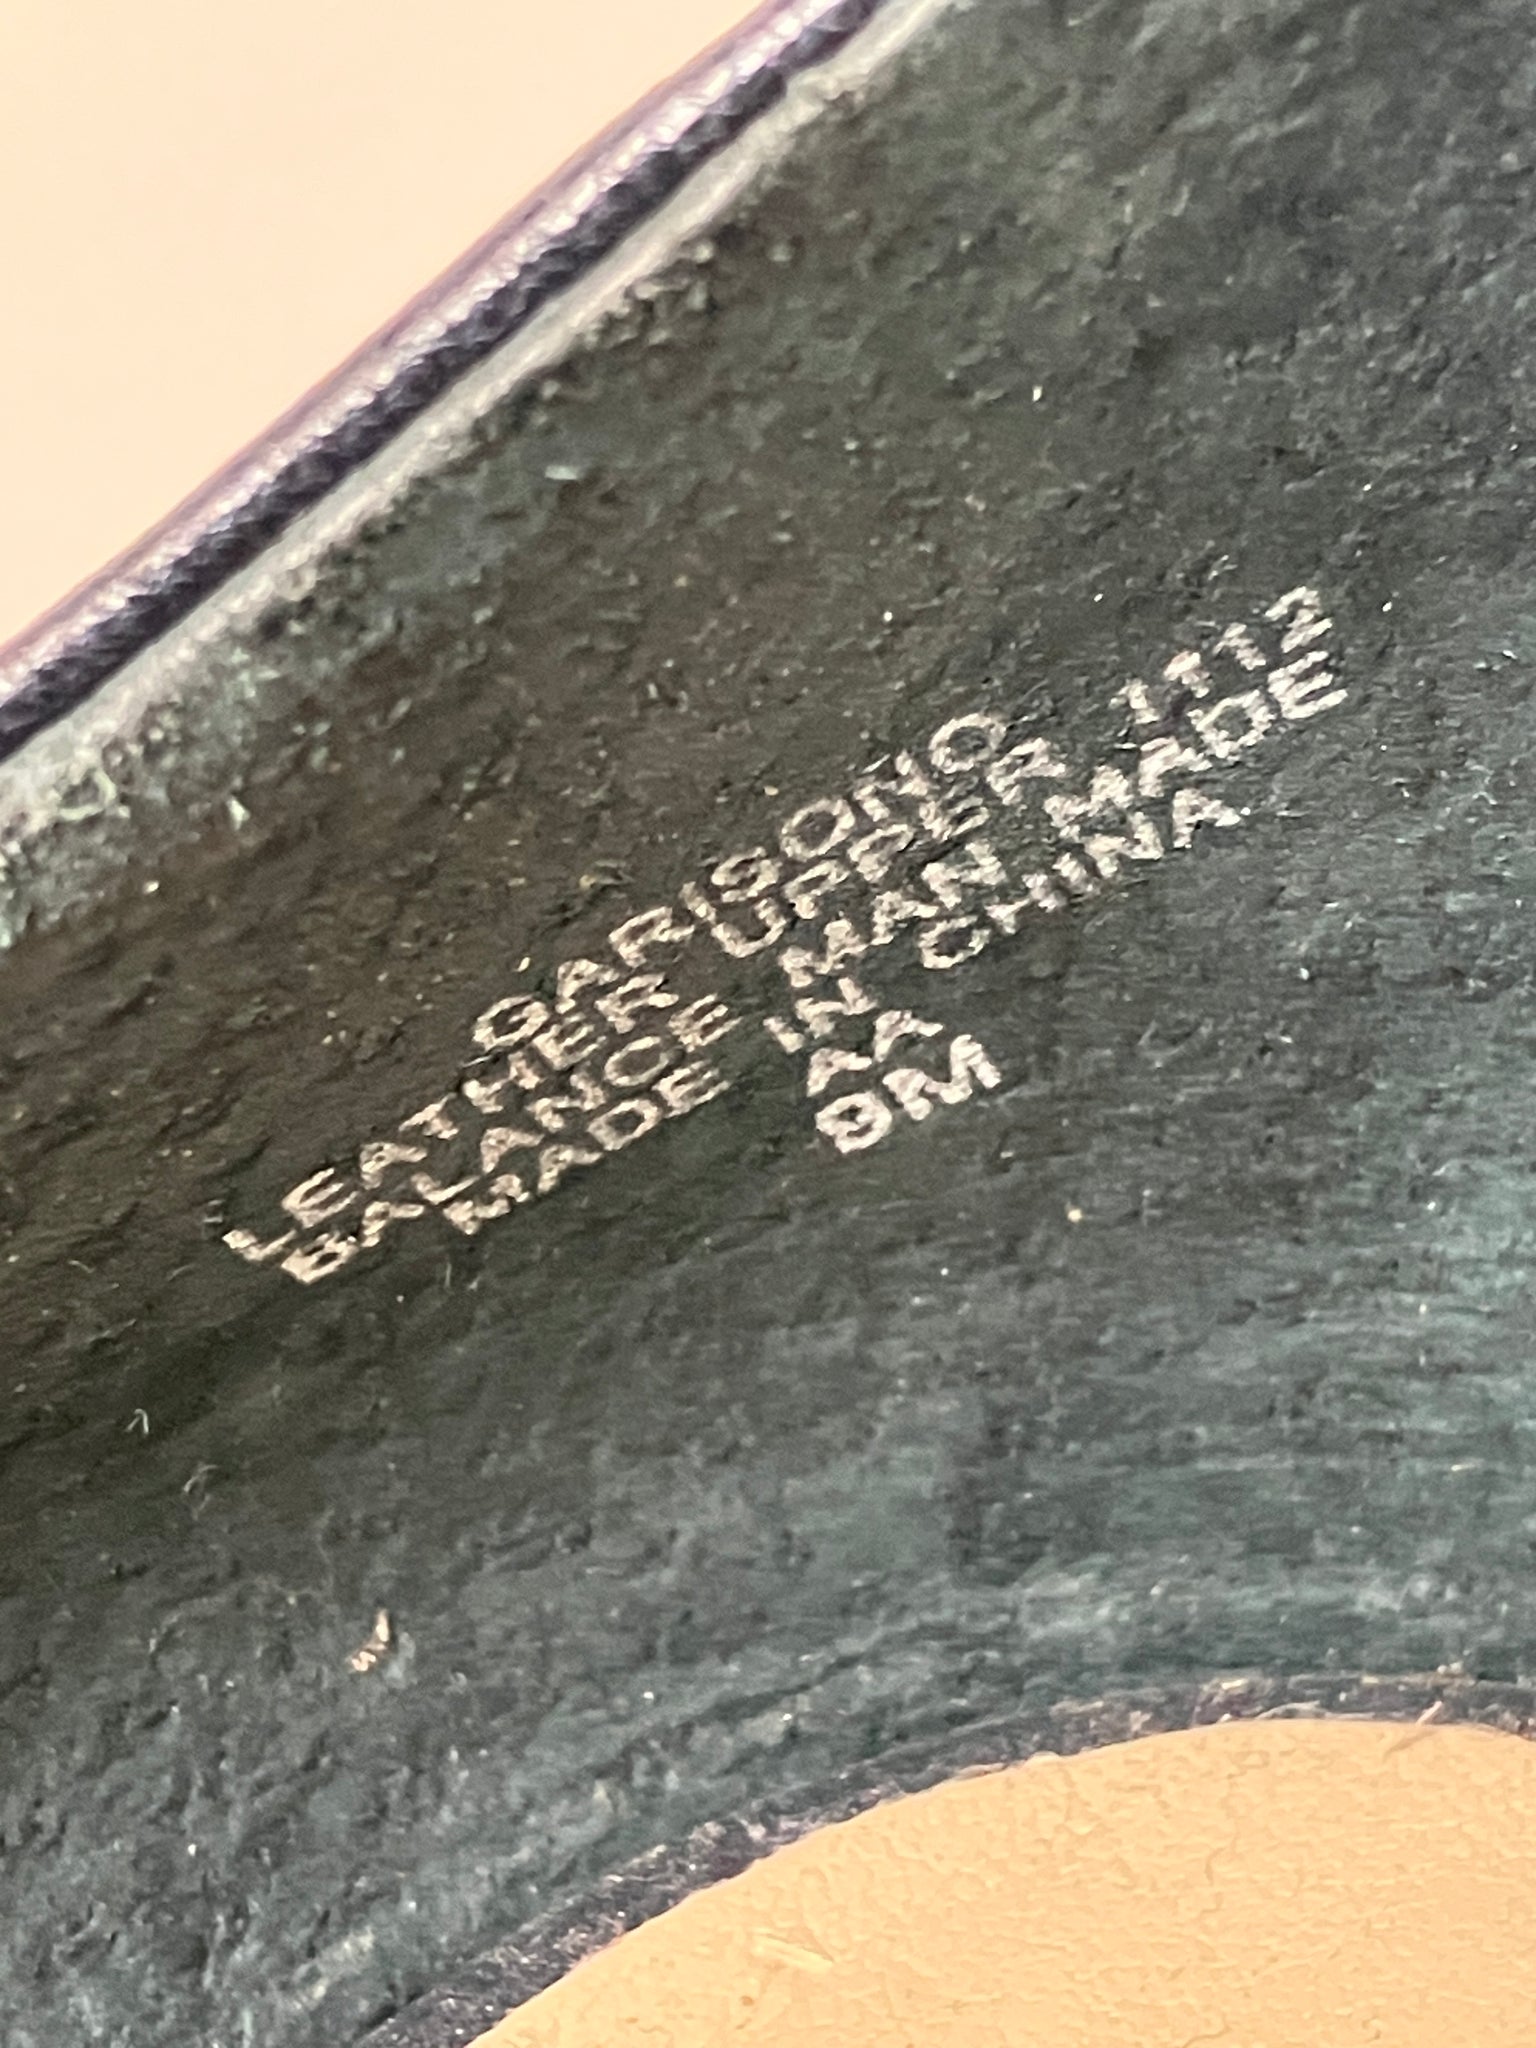 GARISONO 1112
LEATHER UPPER
BALANCE MAN MADE
MADE IN CHINA
AA
9M